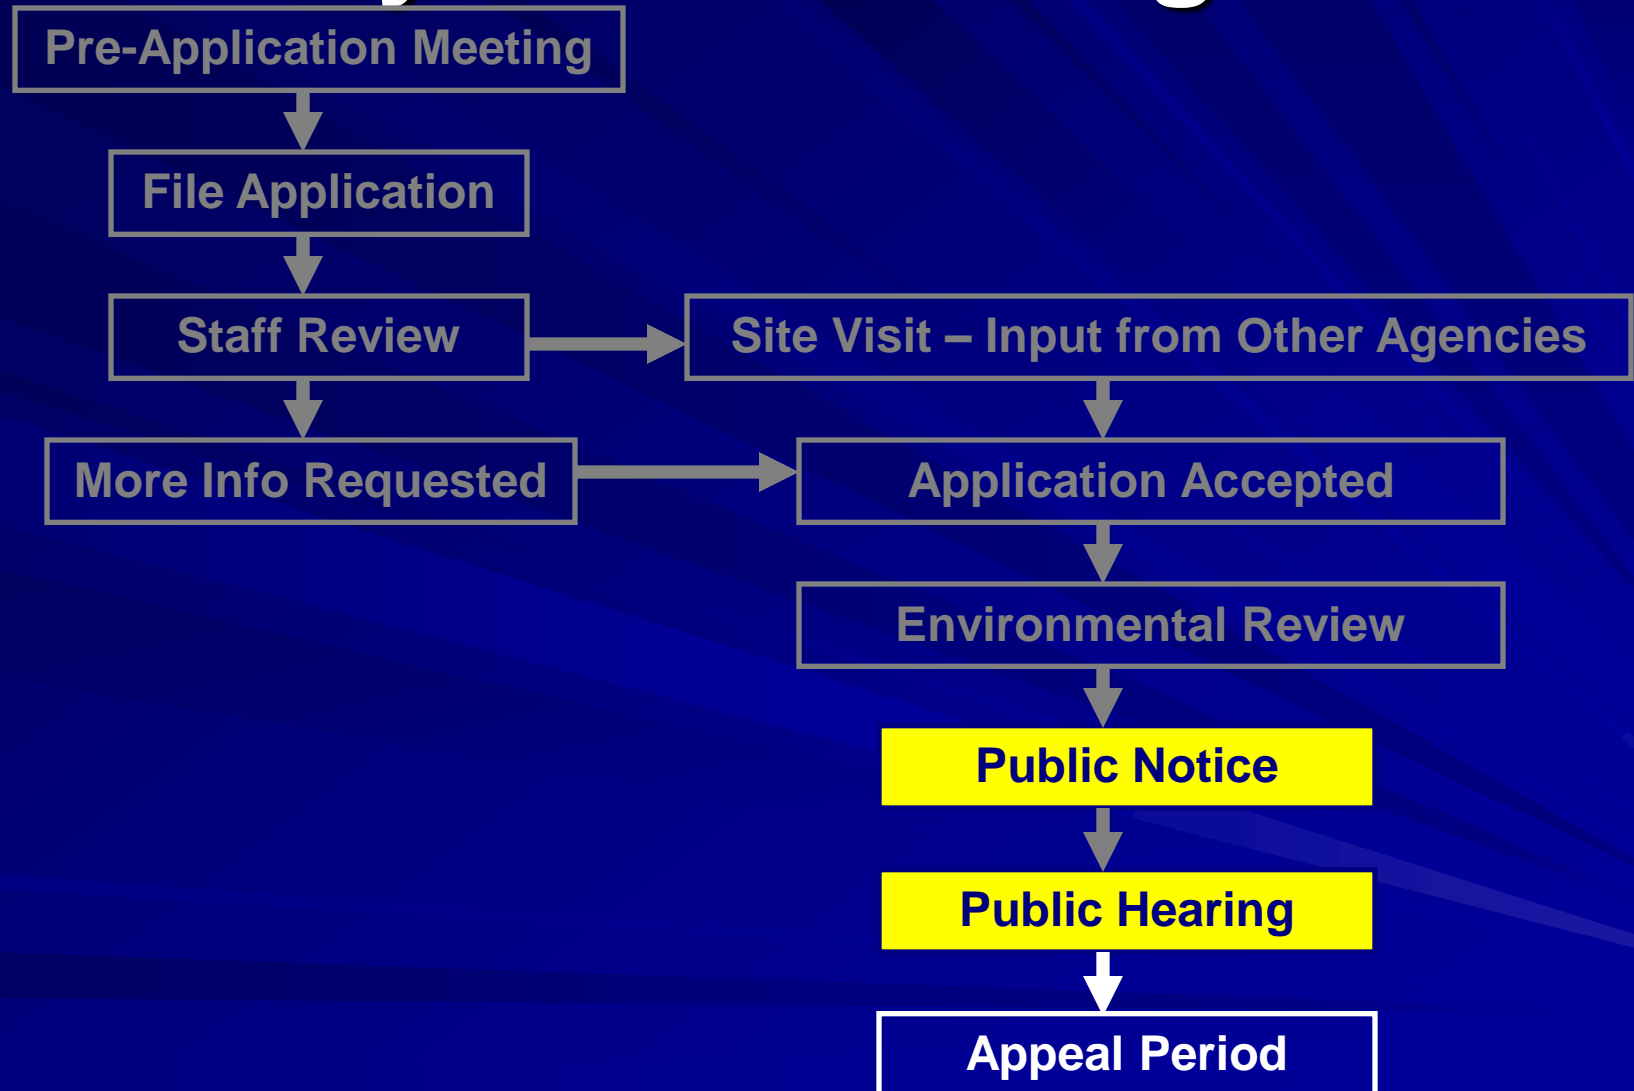 Pre-Application Meeting
File Application
Staff Review
Site Visit – Input from Other Agencies
More Info Requested
Application Accepted
Environmental Review
Public Notice
Public Hearing
Appeal Period